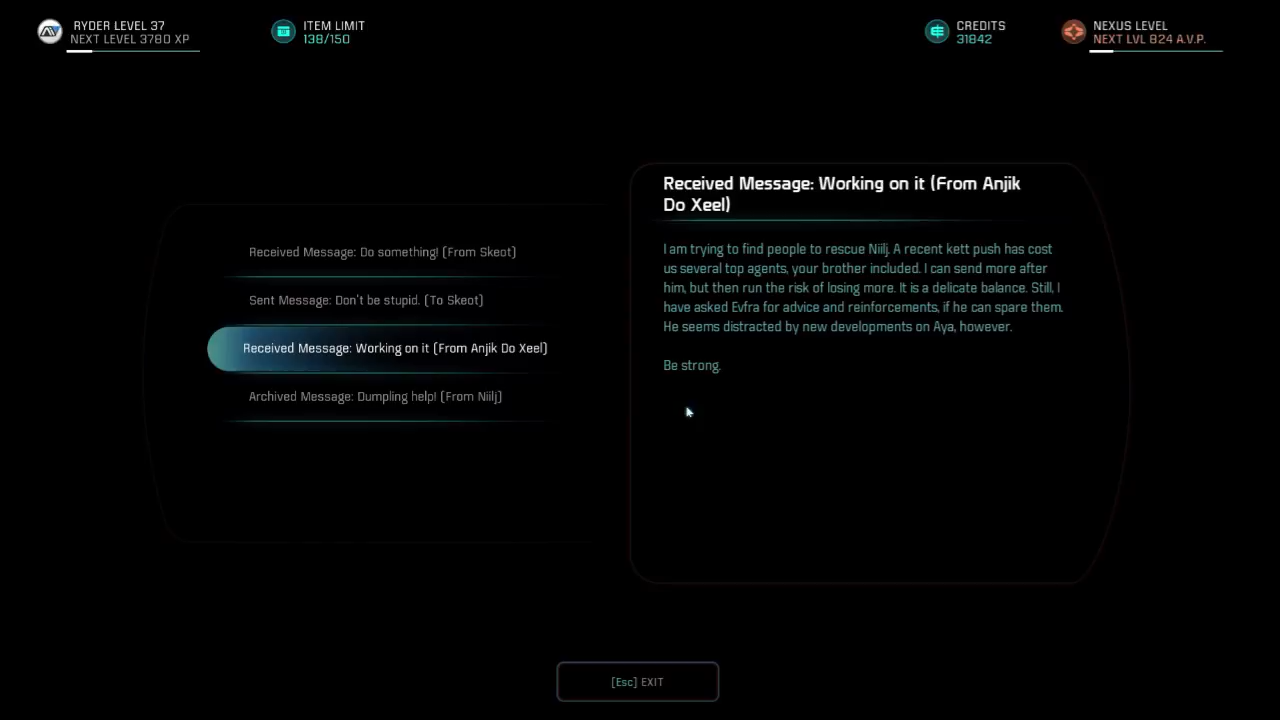 RYDER LEVEL 37
NEXT LEVEL 3780 XP
ITEM LIMIT
138/150
CREDITS
31842
NEXUS LEVEL
NEXT LVL 824 A.V.P.
Received Message: Do something! (From Skeot)
Sent Message: Don't be stupid. (To Skeot)
Received Message: Working on it (From Anjik Do Xeel)
Archived Message: Dumpling help! (From Niilj)
Received Message: Working on it (From Anjik
Do Xeel)
I am trying to find people to rescue Niilj. A recent kett push has cost
us several top agents, your brother included. I can send more after
him, but then run the risk of losing more. It is a delicate balance. Still, I
have asked Evfra for advice and reinforcements, if he can spare them.
He seems distracted by new developments on Aya, however.
Be strong.
[Esc] EXIT